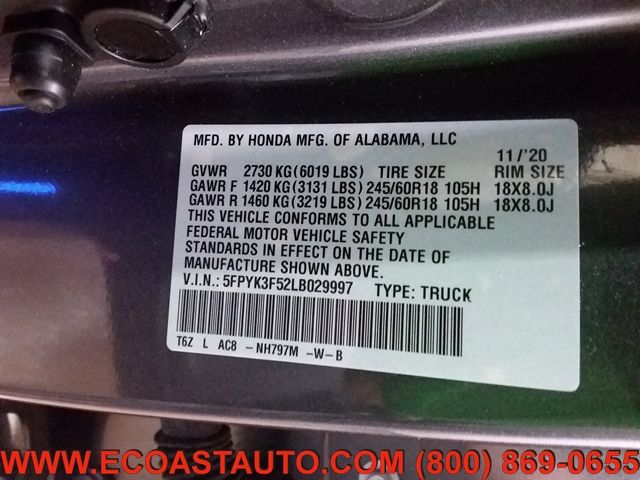 MFD. BY HONDA MFG. OF ALABAMA, LLC
11/'20
GVWR 2730 KG (6019 LBS) TIRE SIZE RIM SIZE
GAWR F 1420 KG (3131 LBS) 245/60R18 105H 18X8.0J
GAWR R 1460 KG (3219 LBS) 245/60R18 105H 18X8.0J
THIS VEHICLE CONFORMS TO ALL APPLICABLE
FEDERAL MOTOR VEHICLE SAFETY
STANDARDS IN EFFECT ON THE DATE OF
MANUFACTURE SHOWN ABOVE.
V.I.N.: 5FPYK3F52LB029997 TYPE: TRUCK
T6Z L AC8 -NH797M -W-B
WWW.ECOASTAUTO.COM (800) 869-0655